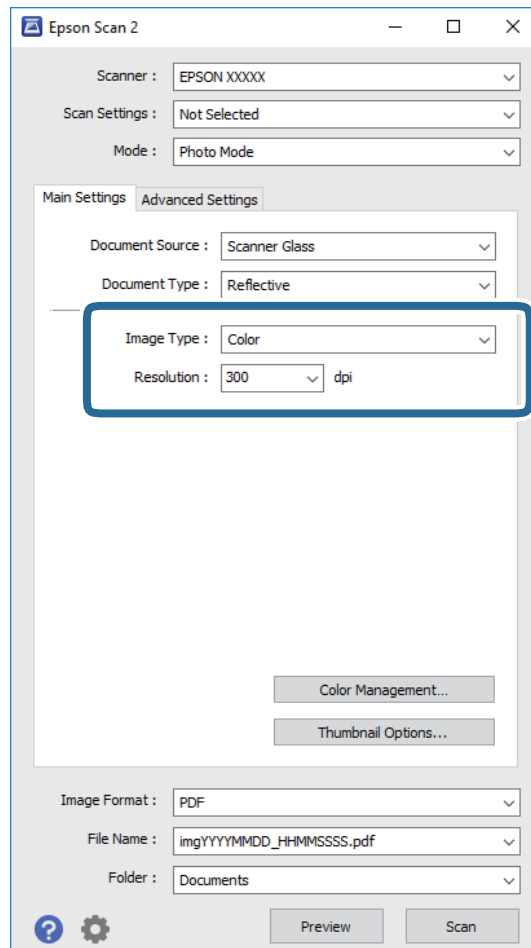 Epson Scan 2
Scanner : EPSON XXXXX
Scan Settings : Not Selected
Mode : Photo Mode
Main Settings Advanced Settings
Document Source : Scanner Glass
Document Type : Reflective
Image Type : Color
Resolution : 300 dpi
Color Management...
Thumbnail Options...
Image Format : PDF
File Name : imgYYYYMMDD_HHMMSSSS.pdf
Folder : Documents
? Preview Scan